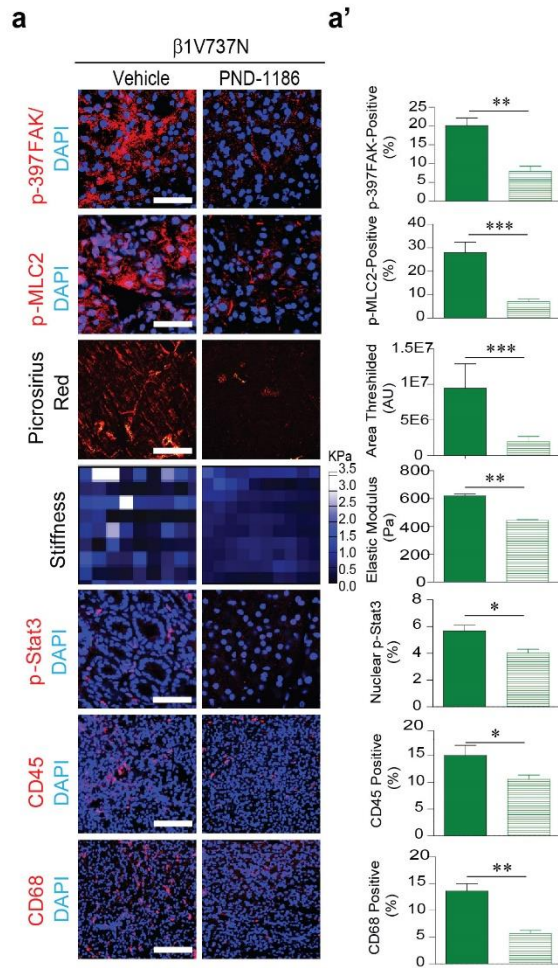 a
a'
β1V737N
Vehicle
PND-1186
p-397FAK/
DAPI
p-397FAK-Positive
(%)
25
20
15
10
5
0
**
p-MLC2
DAPI
p-MLC2-Positive
(%)
40
30
20
10
0
***
Picrosirius
Red
Area Threshilded
(AU)
1.5E7
1E7
5E6
0
***
Stiffness
KPa
3.5
3.0
2.5
2.0
1.5
1.0
0.5
0.0
Elastic Modulus
(Pa)
800
600
400
200
0
**
p-Stat3
DAPI
Nuclear p-Stat3
(%)
8
6
4
2
0
*
CD45
DAPI
CD45 Positive
(%)
20
15
10
5
0
*
CD68
DAPI
CD68 Positive
(%)
20
15
10
5
0
**